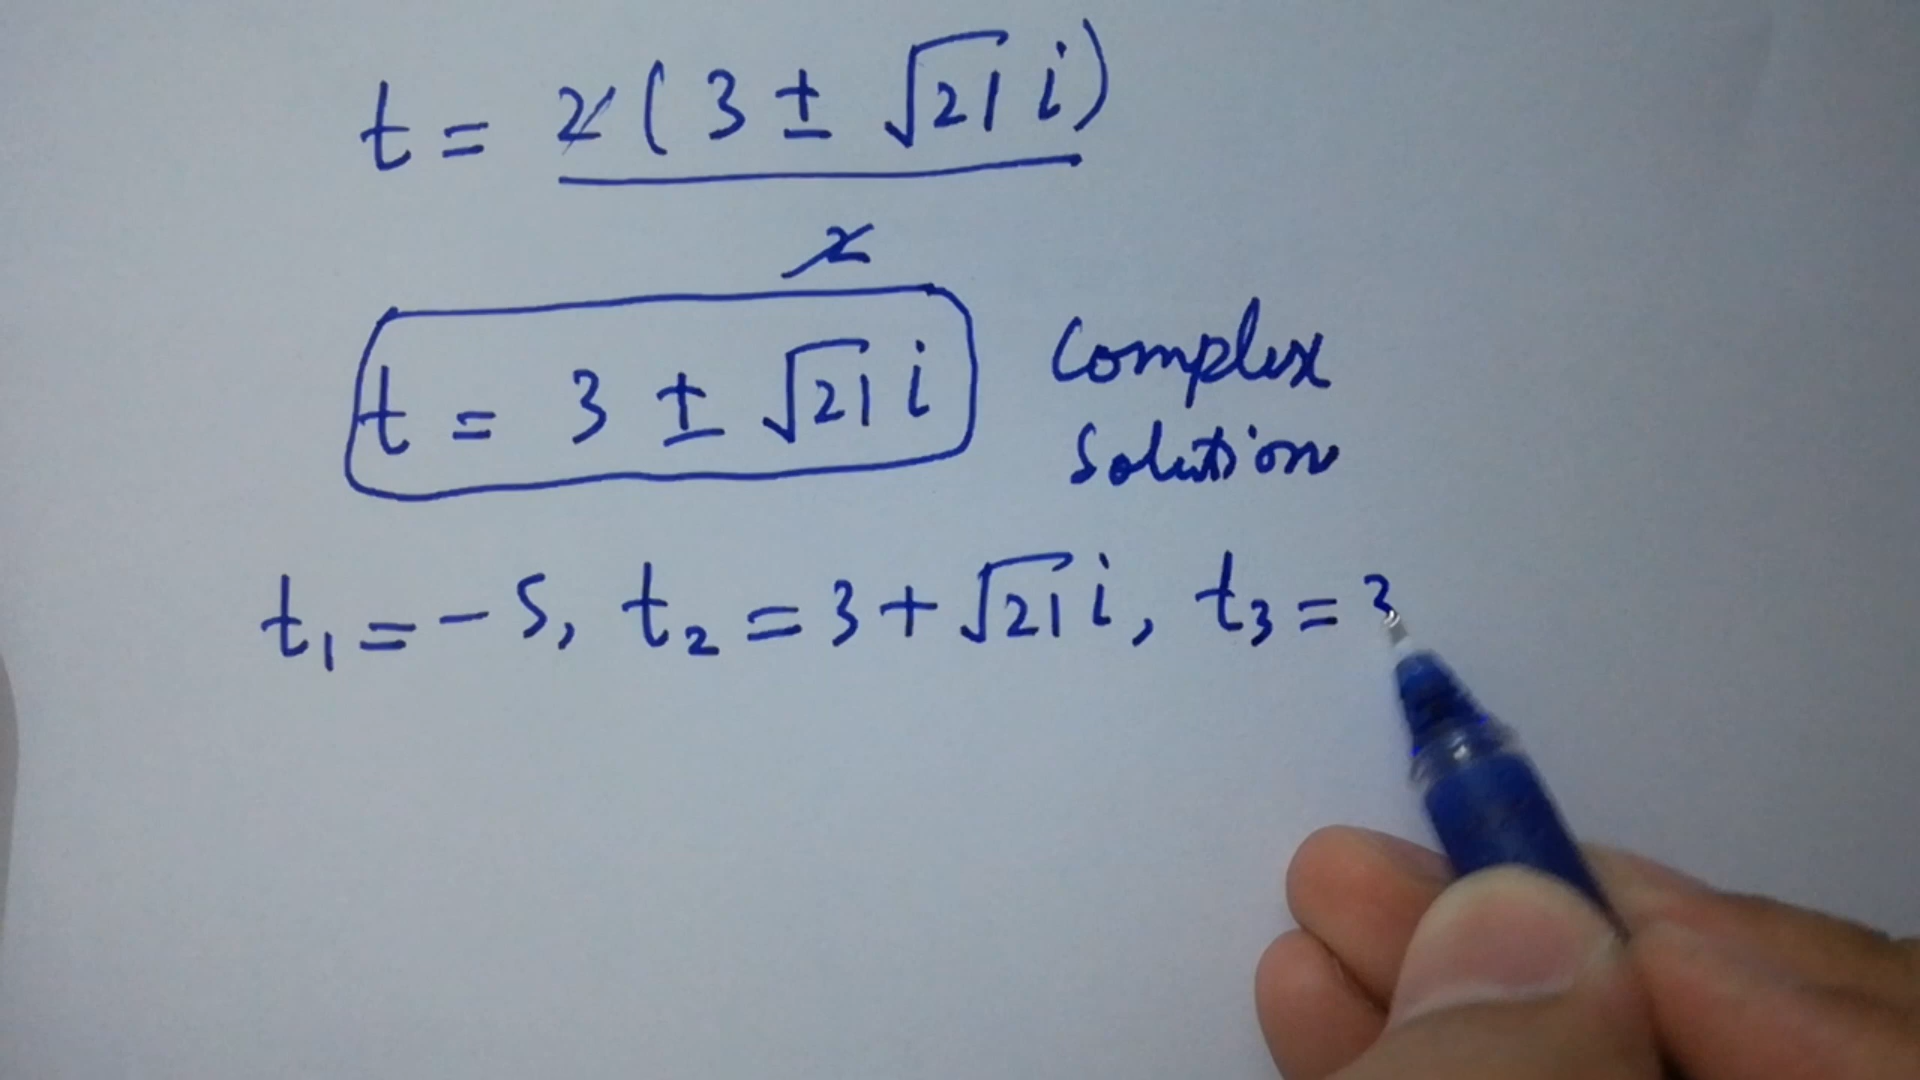 t = 2 ( 3 ± √21 i )
2
t = 3 ± √21 i
Complex
Solution
t₁ = - 5, t₂ = 3 + √21 i, t₃ = 3